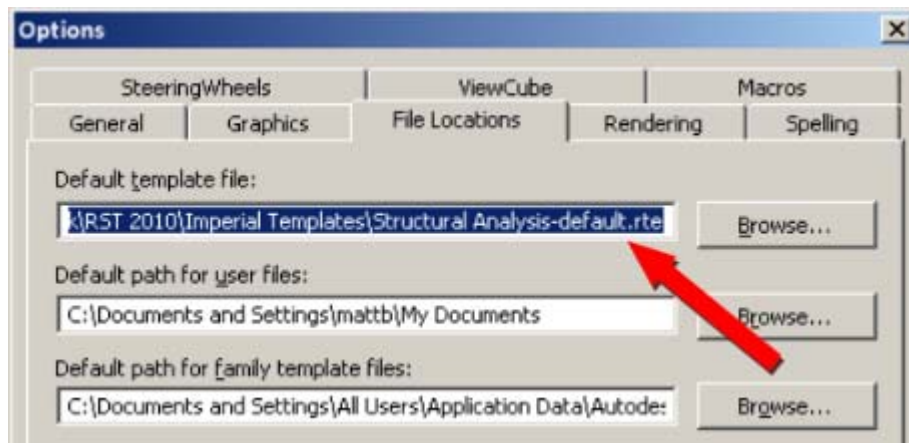 Options
SteeringWheels ViewCube Macros
General Graphics File Locations Rendering Spelling
Default template file:
k\RST 2010\Imperial Templates\Structural Analysis-default.rte Browse...
Default path for user files:
C:\Documents and Settings\mattb\My Documents Browse...
Default path for family template files:
C:\Documents and Settings\All Users\Application Data\Autodes Browse...